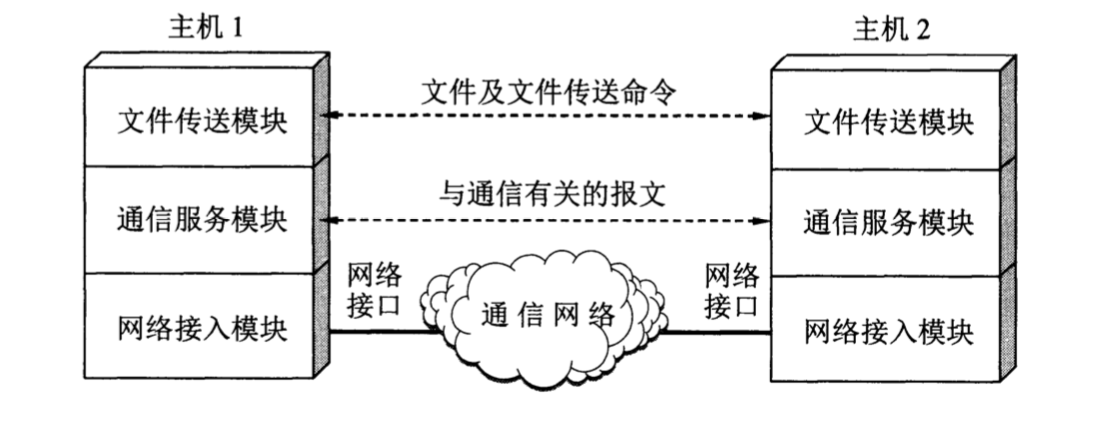 主机 1
主机 2
文件传送模块
文件及文件传送命令
文件传送模块
通信服务模块
与通信有关的报文
通信服务模块
网络
接口
通信网络
网络
接口
网络接入模块
网络接入模块